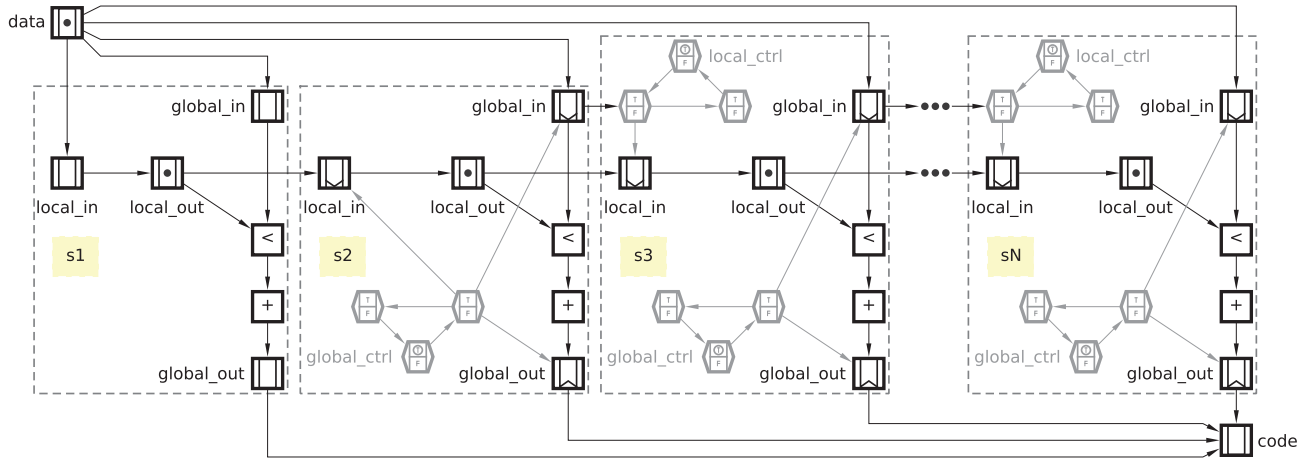 data
local_ctrl
local_ctrl
T
F
T
F
global_in
global_in
T
F
T
F
global_in
T
F
T
F
global_in
local_in
local_out
local_in
local_out
local_in
local_out
local_in
local_out
s1
<
s2
<
s3
<
sN
<
+
T
F
T
F
+
T
F
T
F
+
T
F
T
F
+
global_ctrl
T
F
global_ctrl
T
F
global_ctrl
T
F
global_out
global_out
global_out
global_out
code